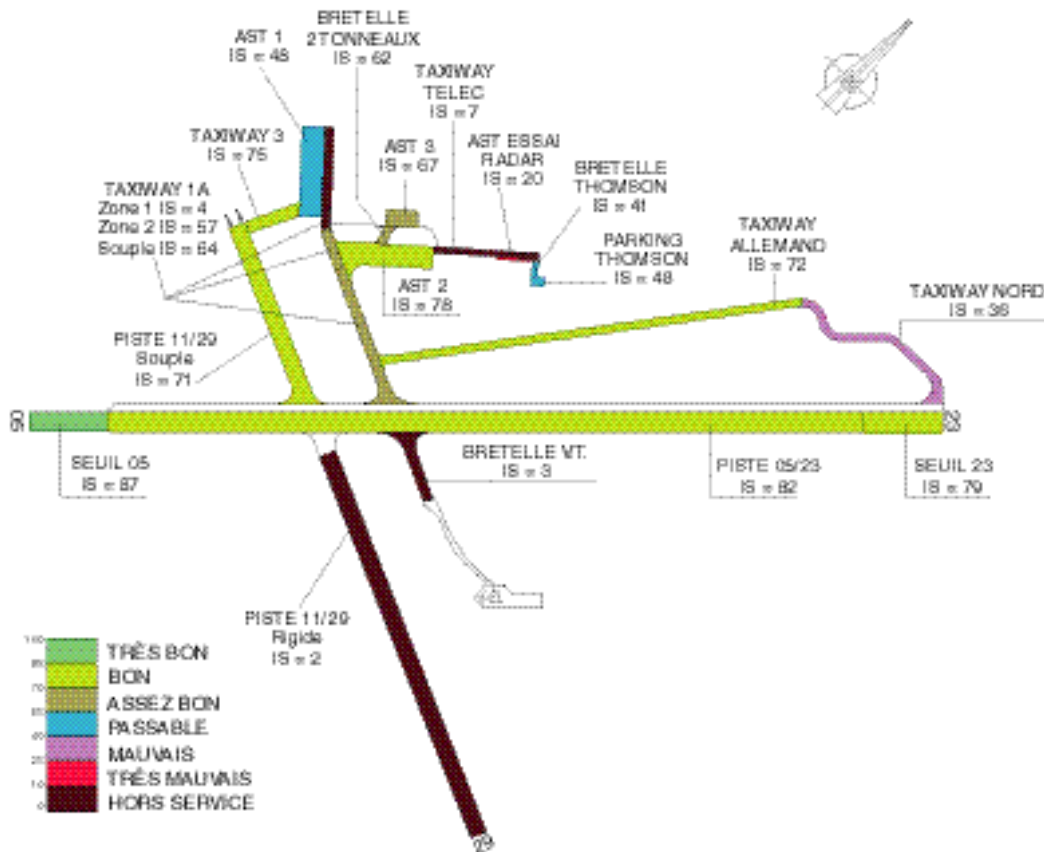 BRETELLE
2 TONNEAUX
IS = 62
AST 1
IS = 48
TAXIWAY
TELEC
IS = 7
TAXIWAY 3
IS = 75
AST 3
IS = 67
AST ESSAI
RADAR
IS = 20
BRETELLE
THOMSON
IS = 41
TAXIWAY 1A
Zone 1 IS = 4
Zone 2 IS = 57
Souple IS = 64
PARKING
THOMSON
IS = 48
TAXIWAY
ALLEMAND
IS = 72
AST 2
IS = 78
TAXIWAY NORD
IS = 36
PISTE 11/29
Souple
IS = 71
05
23
SEUIL 05
IS = 87
BRETELLE VT.
IS = 3
PISTE 05/23
IS = 82
SEUIL 23
IS = 79
PISTE 11/29
Rigide
IS = 2
100
TRÈS BON
BON
70
ASSEZ BON
PASSABLE
MAUVAIS
TRÈS MAUVAIS
10
HORS SERVICE
0
29